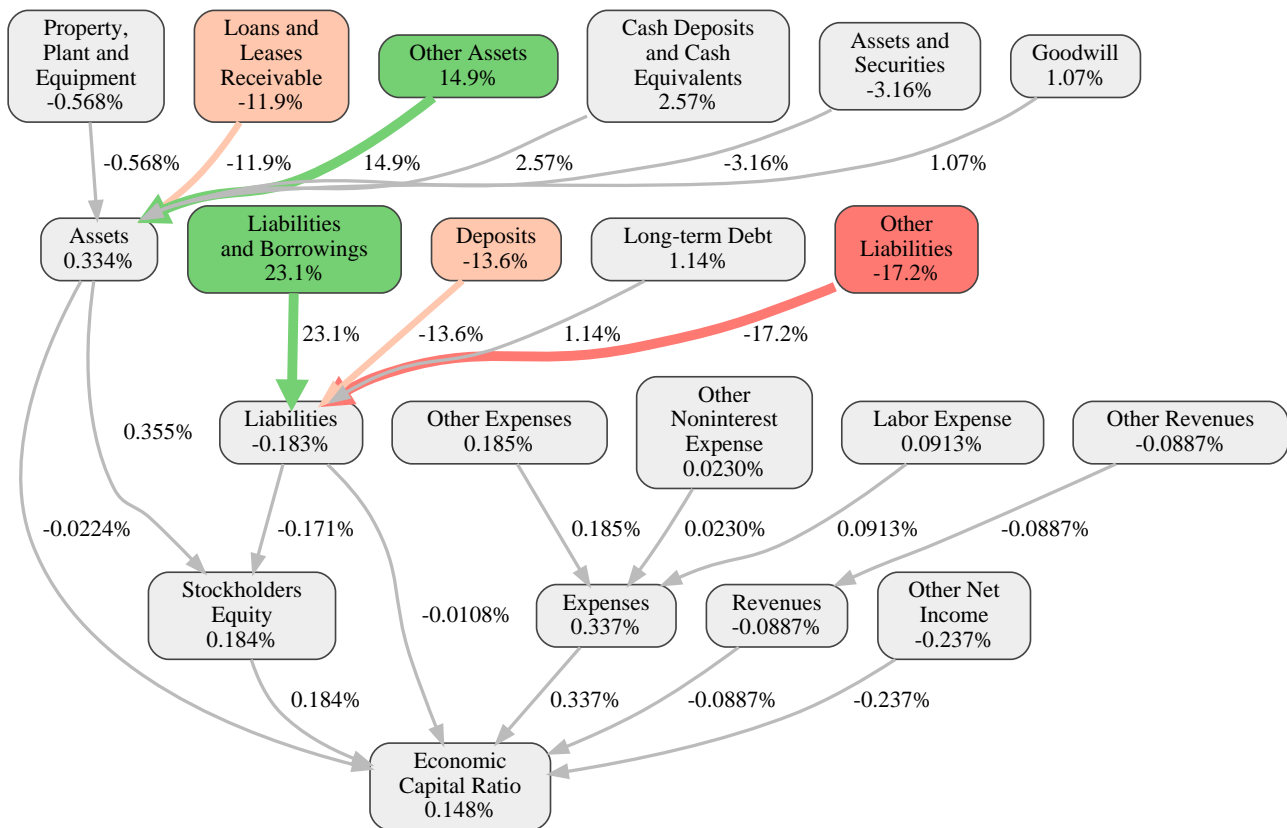 Property,
Plant and
Equipment
-0.568%
Loans and
Leases
Receivable
-11.9%
Other Assets
14.9%
Cash Deposits
and Cash
Equivalents
2.57%
Assets and
Securities
-3.16%
Goodwill
1.07%
-0.568%
-11.9%
14.9%
2.57%
-3.16%
1.07%
Assets
0.334%
Liabilities
and Borrowings
23.1%
Deposits
-13.6%
Long-term Debt
1.14%
Other
Liabilities
-17.2%
23.1%
-13.6%
1.14%
-17.2%
0.355%
Liabilities
-0.183%
Other Expenses
0.185%
Other
Noninterest
Expense
0.0230%
Labor Expense
0.0913%
Other Revenues
-0.0887%
-0.0224%
-0.171%
0.185%
0.0230%
0.0913%
-0.0887%
Stockholders
Equity
0.184%
-0.0108%
Expenses
0.337%
Revenues
-0.0887%
Other Net
Income
-0.237%
0.184%
0.337%
-0.0887%
-0.237%
Economic
Capital Ratio
0.148%